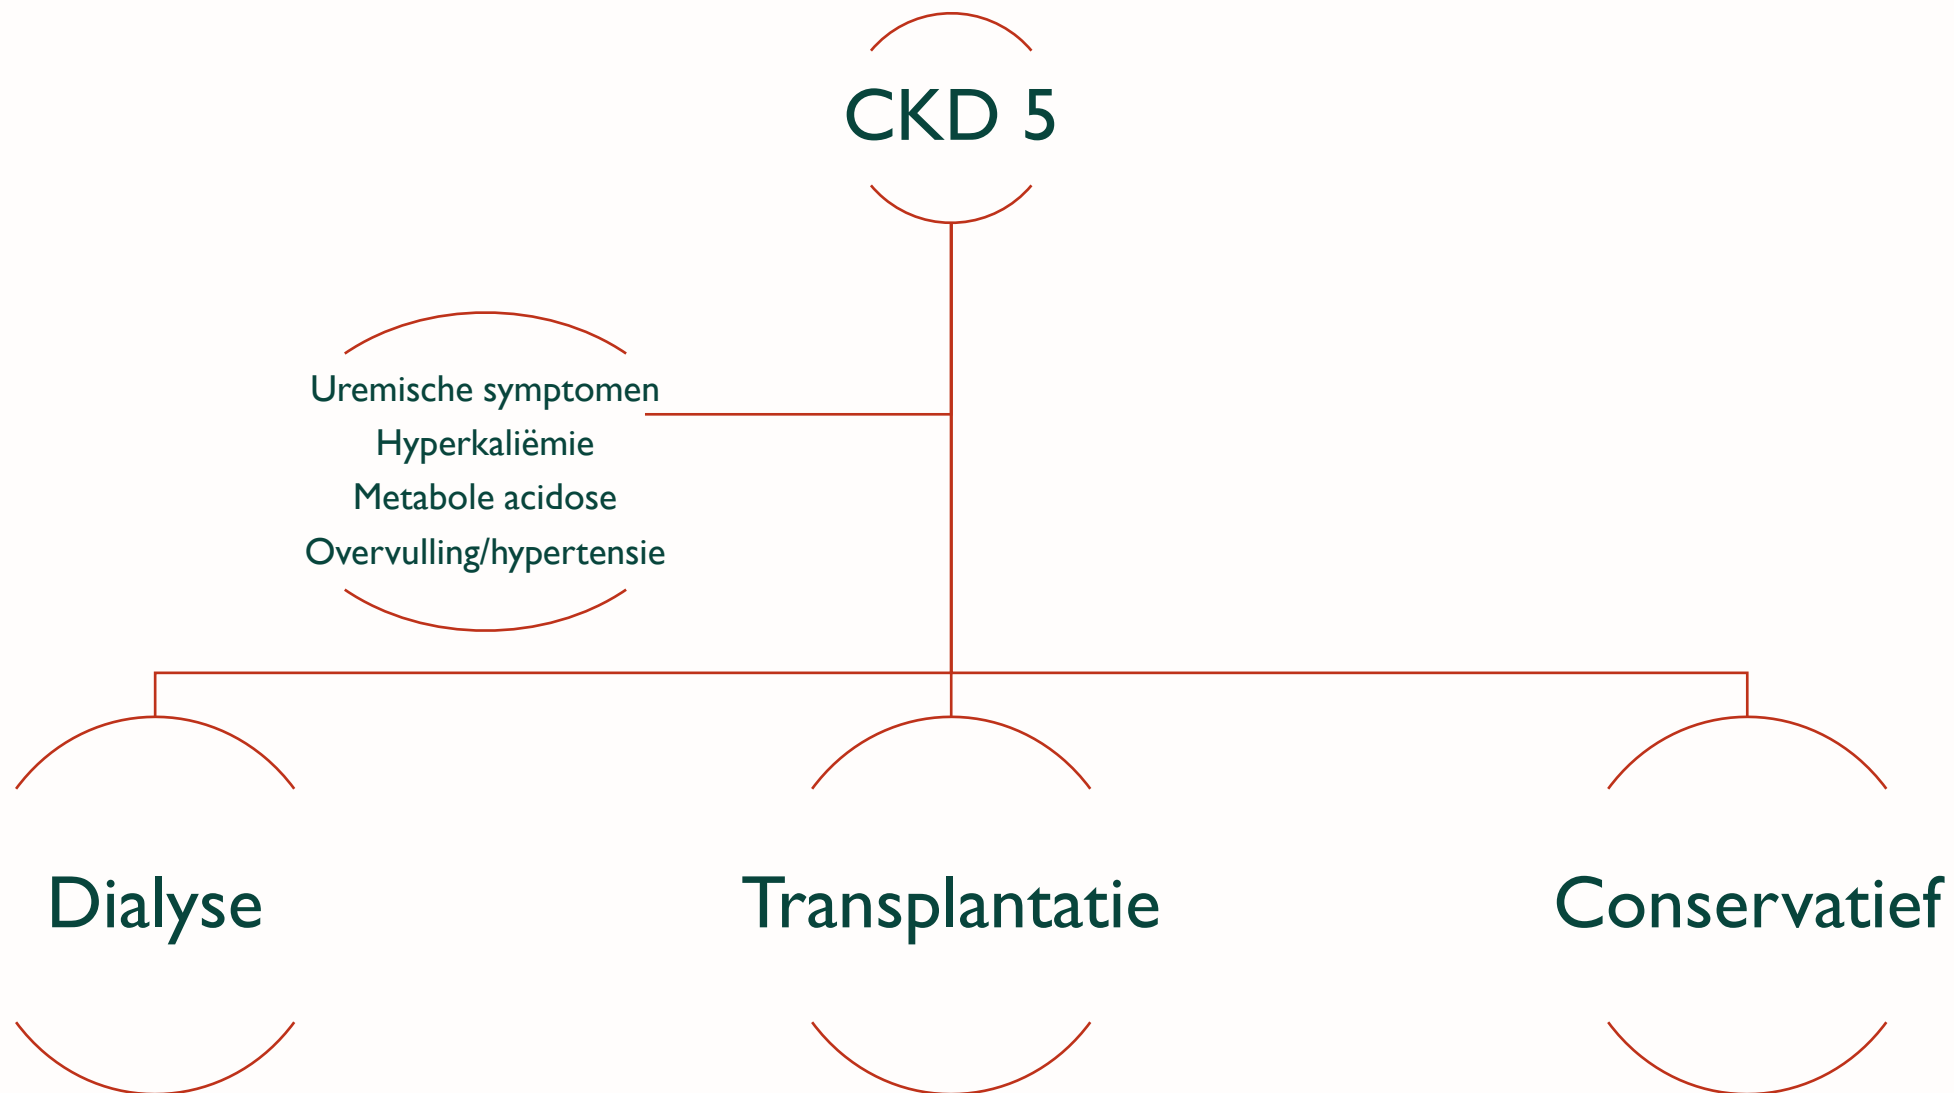 CKD 5
Uremische symptomen
Hyperkaliëmie
Metabole acidose
Overvulling/hypertensie
Dialyse
Transplantatie
Conservatief